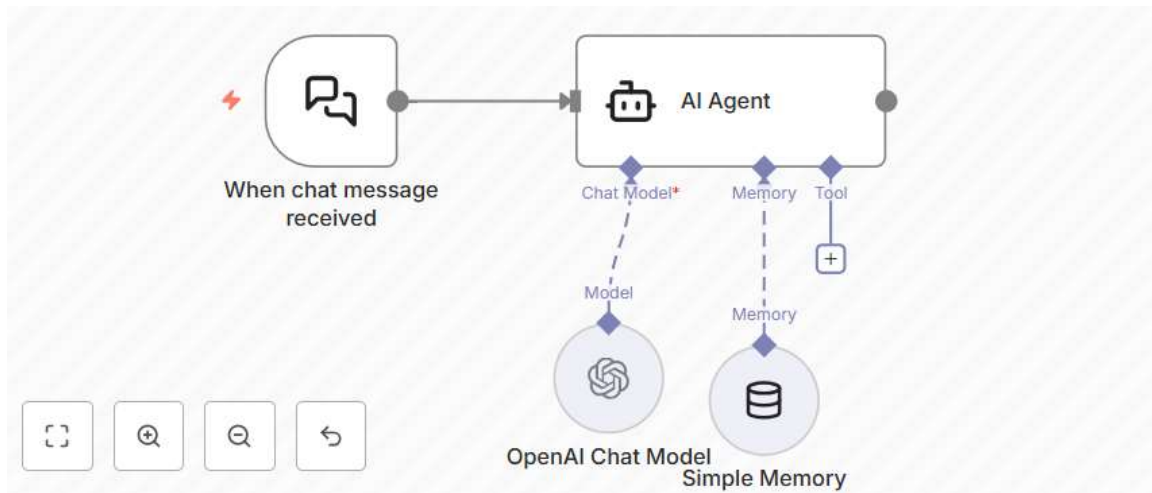 AI Agent
When chat message
received
Chat Model*
Memory
Tool
+
Model
Memory
OpenAI Chat Model
Simple Memory